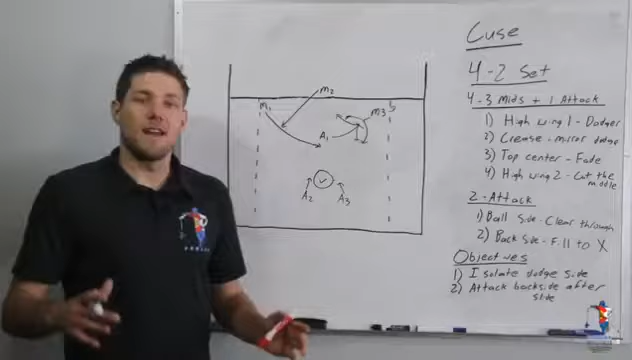 Cuse
4-2 Set
4-3 Mids + 1 Attack
1) High wing 1 - Dodger
2) Crease - mirror dodge
3) Top center - Fade
4) High wing 2 - Cut the middle
2-Attack
1) Ball side - Clear through
2) Back side - Fill to X
Objectives
1) Isolate dodge side
2) Attack backside after slide
M1
M2
M3
A1
A2
A3